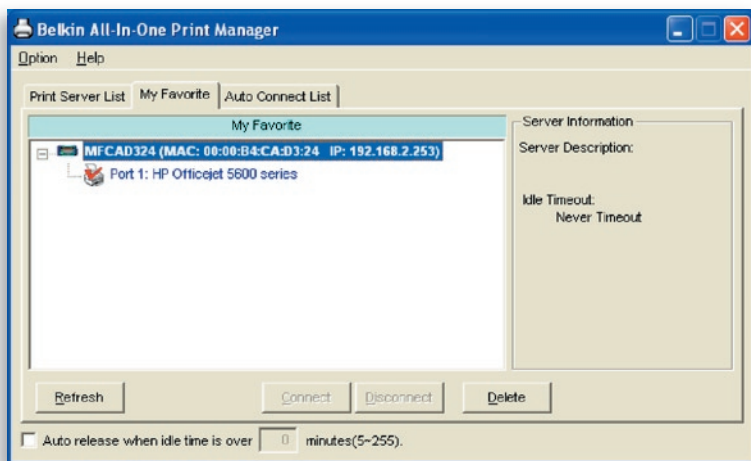 Belkin All-In-One Print Manager
Option Help
Print Server List My Favorite Auto Connect List
My Favorite
MFCAD324 (MAC: 00:00:B4:CA:D3:24 IP: 192.168.2.253)
Port 1: HP Officejet 5600 series
Server Information
Server Description:
Idle Timeout:
Never Timeout
Refresh Connect Disconnect Delete
Auto release when idle time is over 0 minutes(5~255).